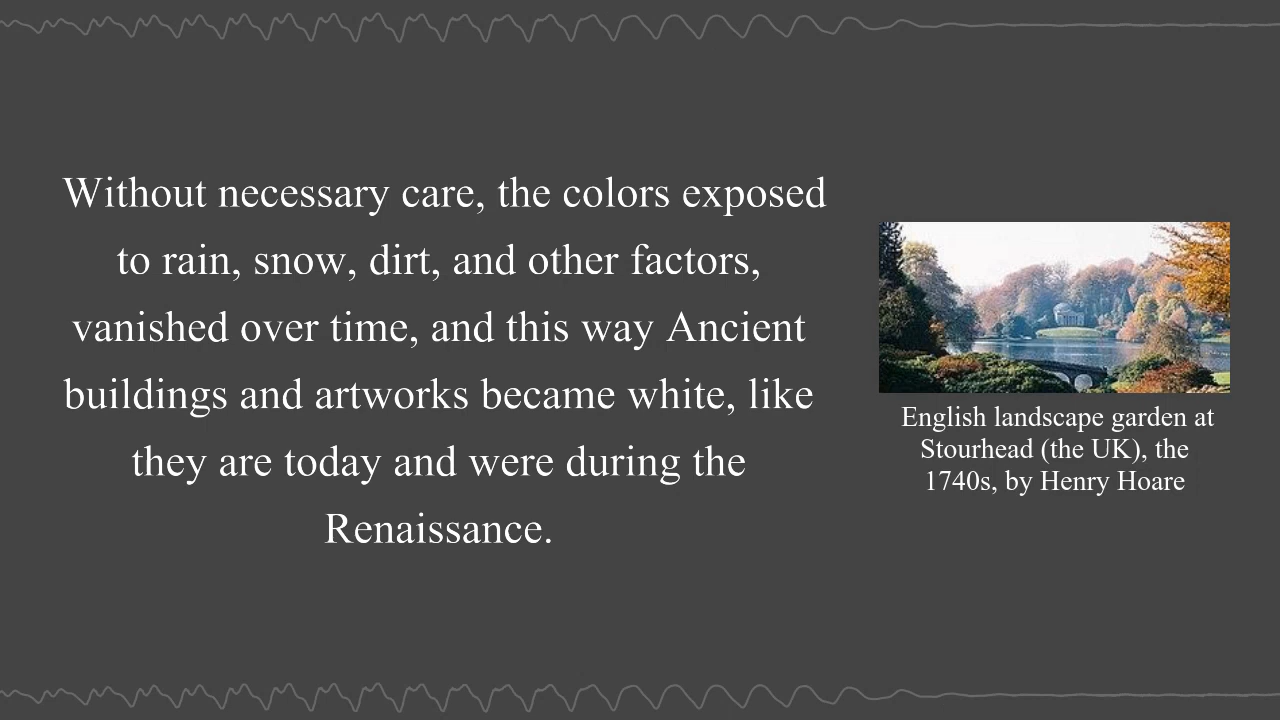 Without necessary care, the colors exposed
to rain, snow, dirt, and other factors,
vanished over time, and this way Ancient
buildings and artworks became white, like
they are today and were during the
Renaissance.
English landscape garden at
Stourhead (the UK), the
1740s, by Henry Hoare